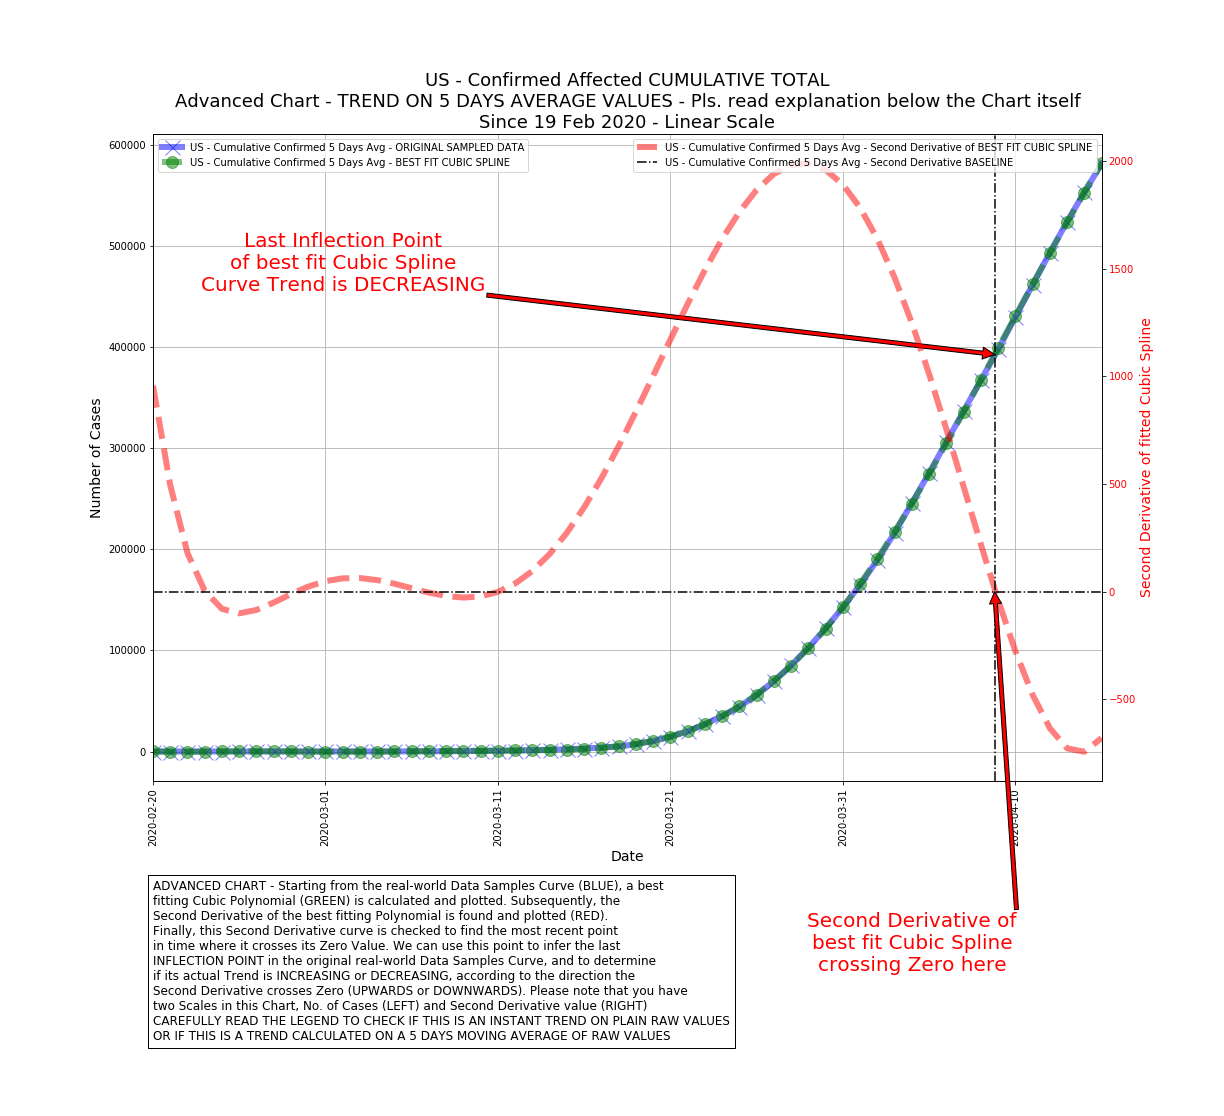 US - Confirmed Affected CUMULATIVE TOTAL
Advanced Chart - TREND ON 5 DAYS AVERAGE VALUES - Pls. read explanation below the Chart itself
Since 19 Feb 2020 - Linear Scale
US - Cumulative Confirmed 5 Days Avg - ORIGINAL SAMPLED DATA
US - Cumulative Confirmed 5 Days Avg - BEST FIT CUBIC SPLINE
US - Cumulative Confirmed 5 Days Avg - Second Derivative of BEST FIT CUBIC SPLINE
US - Cumulative Confirmed 5 Days Avg - Second Derivative BASELINE
600000
500000
400000
300000
200000
100000
0
Number of Cases
Last Inflection Point
of best fit Cubic Spline
Curve Trend is DECREASING
2000
1500
1000
500
0
−500
Second Derivative of fitted Cubic Spline
2020-02-20
2020-03-01
2020-03-11
2020-03-21
2020-03-31
2020-04-10
Date
ADVANCED CHART - Starting from the real-world Data Samples Curve (BLUE), a best
fitting Cubic Polynomial (GREEN) is calculated and plotted. Subsequently, the
Second Derivative of the best fitting Polynomial is found and plotted (RED).
Finally, this Second Derivative curve is checked to find the most recent point
in time where it crosses its Zero Value. We can use this point to infer the last
INFLECTION POINT in the original real-world Data Samples Curve, and to determine
if its actual Trend is INCREASING or DECREASING, according to the direction the
Second Derivative crosses Zero (UPWARDS or DOWNWARDS). Please note that you have
two Scales in this Chart, No. of Cases (LEFT) and Second Derivative value (RIGHT)
CAREFULLY READ THE LEGEND TO CHECK IF THIS IS AN INSTANT TREND ON PLAIN RAW VALUES
OR IF THIS IS A TREND CALCULATED ON A 5 DAYS MOVING AVERAGE OF RAW VALUES
Second Derivative of
best fit Cubic Spline
crossing Zero here